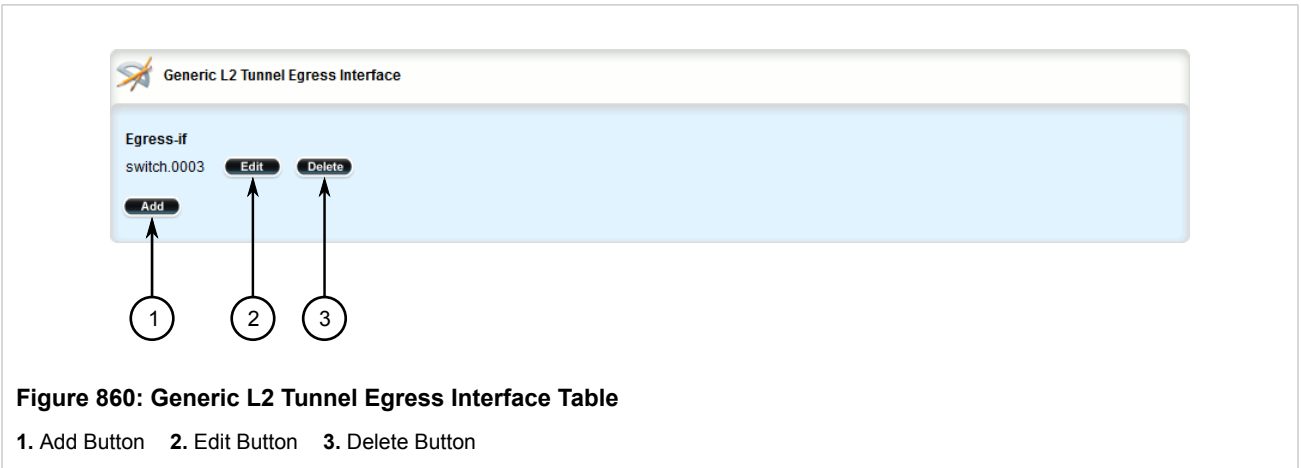 Generic L2 Tunnel Egress Interface
Egress-if
switch.0003 Edit Delete
Add
1 2 3
Figure 860: Generic L2 Tunnel Egress Interface Table
1. Add Button 2. Edit Button 3. Delete Button